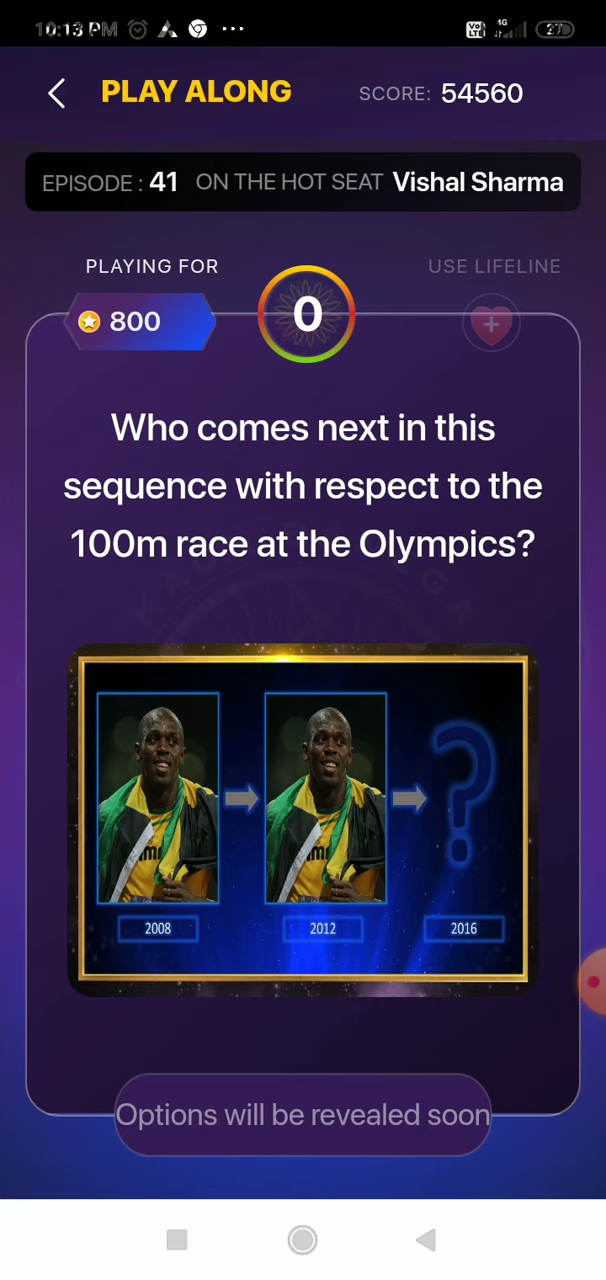 10:13 PM
4G
27
PLAY ALONG SCORE: 54560
EPISODE : 41 ON THE HOT SEAT Vishal Sharma
PLAYING FOR USE LIFELINE
800 0
Who comes next in this
sequence with respect to the
100m race at the Olympics?
2008 2012 2016
Options will be revealed soon